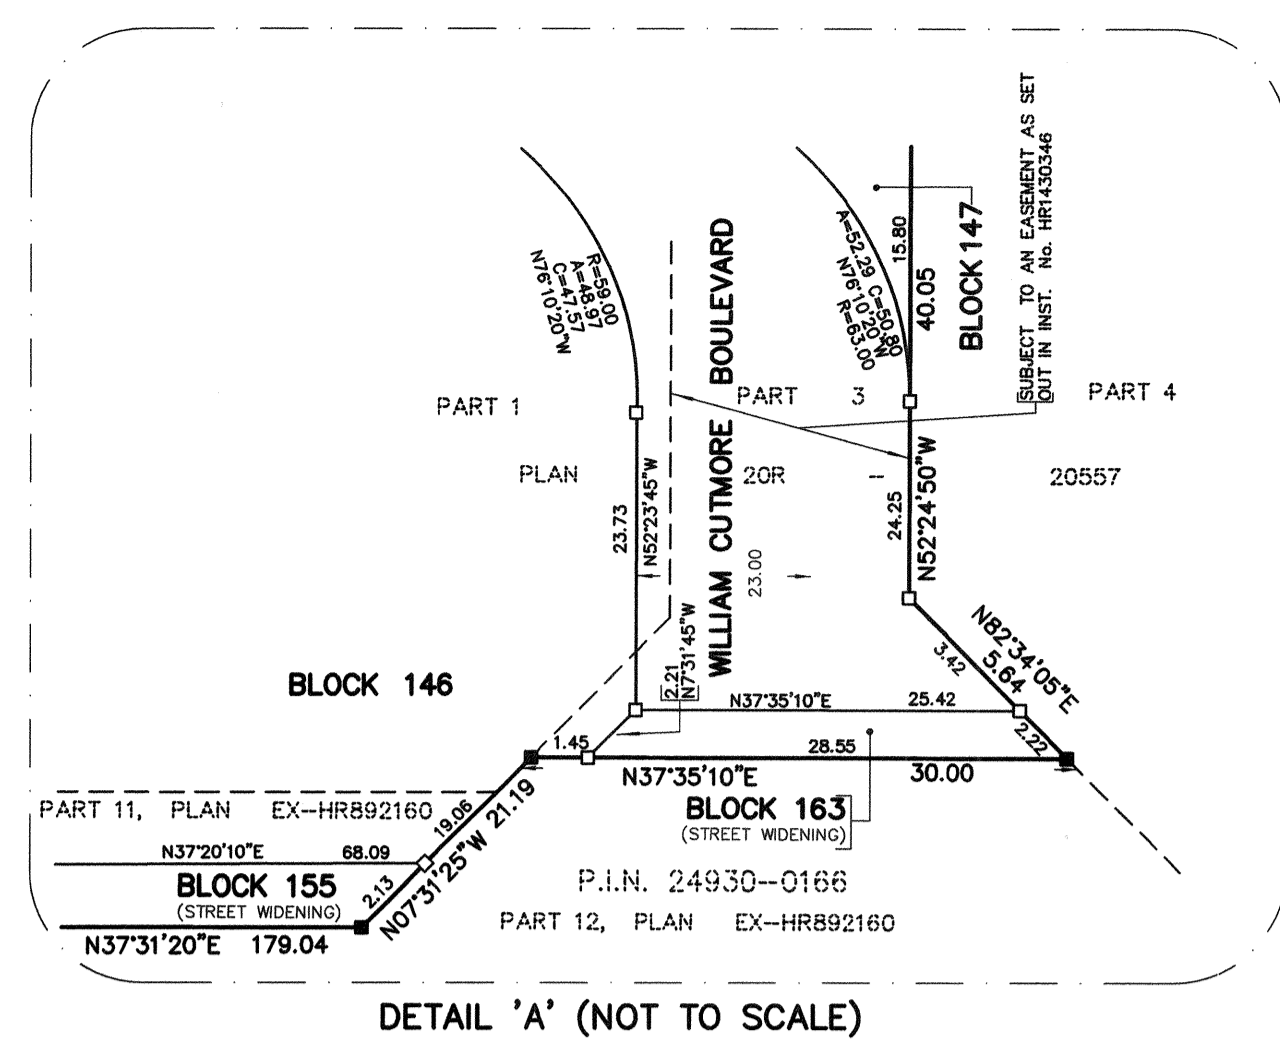 R=59.00
A=48.97
C=47.57
N76°10'20"W
A=52.29 C=50.80
N76°10'20"W
R=63.00
15.80
40.05
BLOCK 147
SUBJECT TO AN EASEMENT AS SET
OUT IN INST. No. HR1430346
WILLIAM CUTMORE BOULEVARD
PART 1
PART 3
PART 4
PLAN 20R -- 20557
23.73
N52°23'45"W
23.00
24.25
N52°24'50"W
N82°34'05"E
5.64
3.42
2.22
2.21
N7°31'45"W
BLOCK 146
N37°35'10"E 25.42
1.45
28.55
N37°35'10"E 30.00
BLOCK 163
(STREET WIDENING)
PART 11, PLAN EX--HR892160
19.06
N07°31'25"W 21.19
2.13
N37°20'10"E 68.09
BLOCK 155
(STREET WIDENING)
N37°31'20"E 179.04
P.I.N. 24930--0166
PART 12, PLAN EX--HR892160
DETAIL 'A' (NOT TO SCALE)